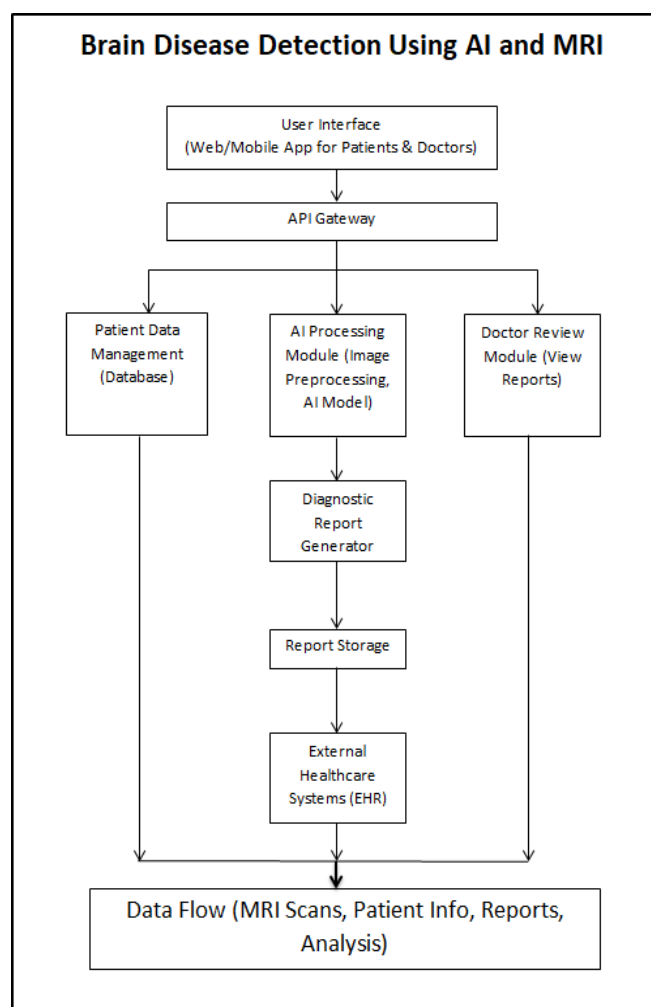 Brain Disease Detection Using AI and MRI
User Interface
(Web/Mobile App for Patients & Doctors)
API Gateway
Patient Data
Management
(Database)
AI Processing
Module (Image
Preprocessing,
AI Model)
Doctor Review
Module (View
Reports)
Diagnostic
Report
Generator
Report Storage
External
Healthcare
Systems (EHR)
Data Flow (MRI Scans, Patient Info, Reports,
Analysis)